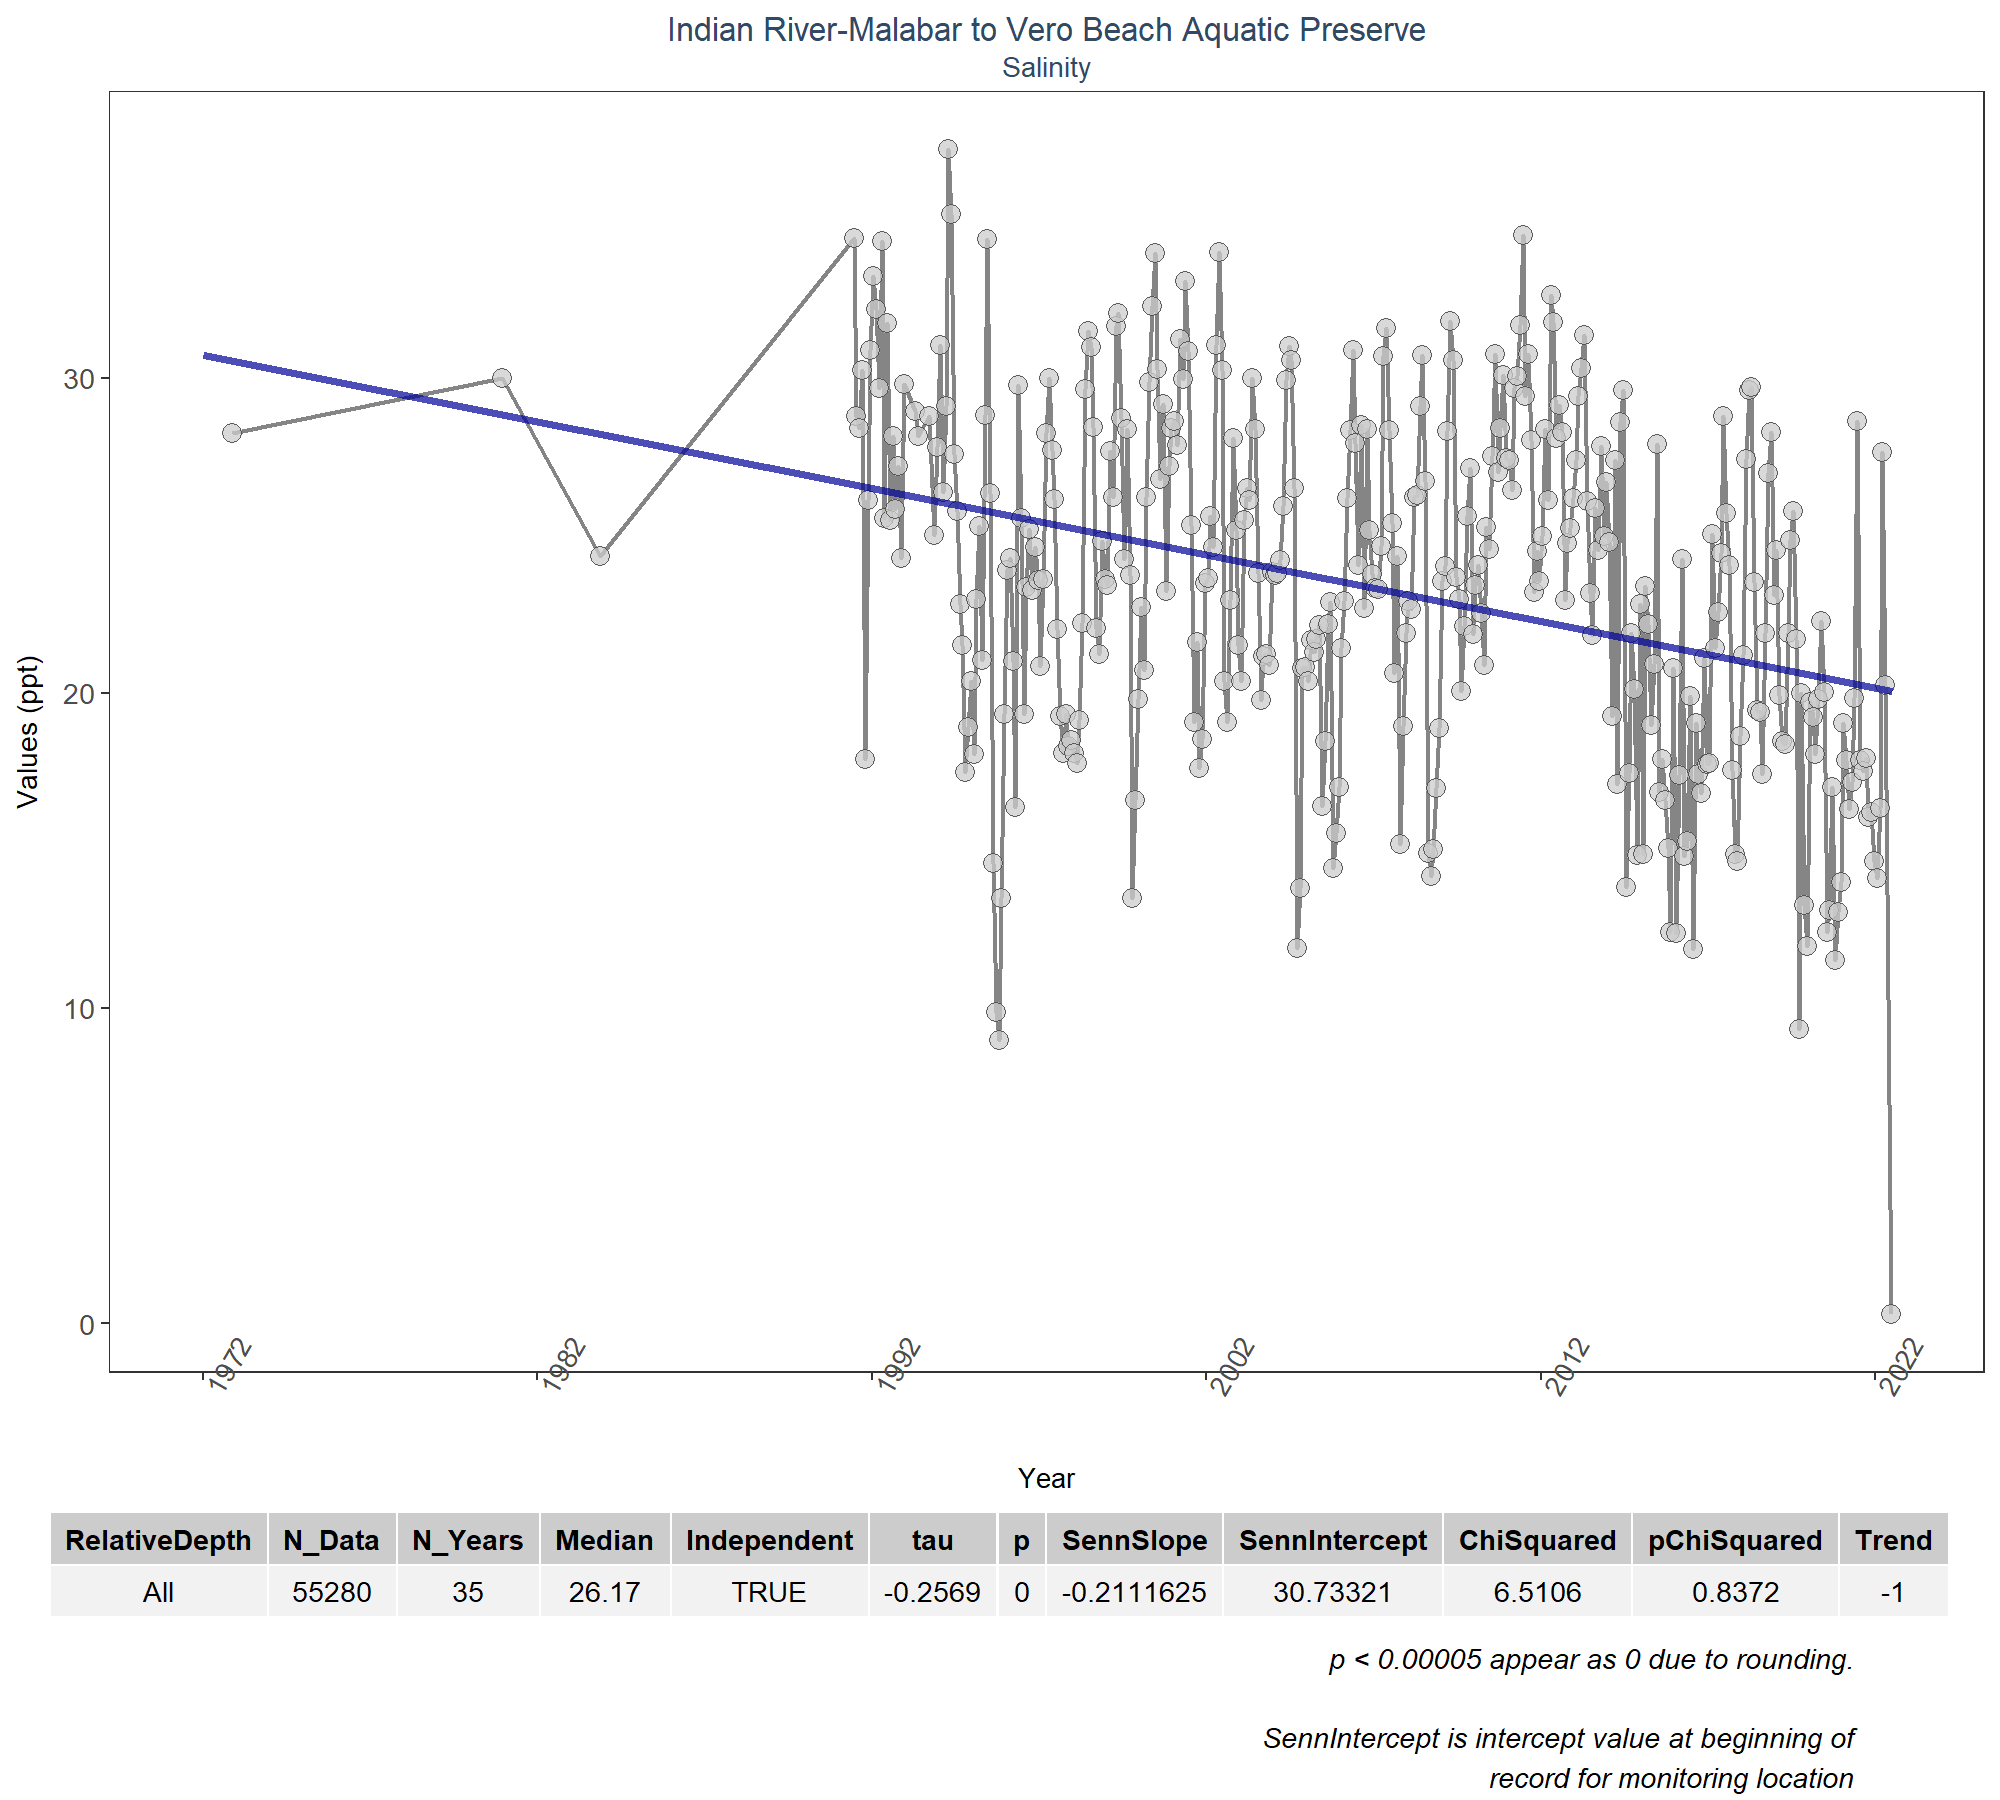 Indian River-Malabar to Vero Beach Aquatic Preserve
Salinity
Values (ppt)
30
20
10
0
1972
1982
1992
2002
2012
2022
Year
RelativeDepth N_Data N_Years Median Independent tau p SennSlope SennIntercept ChiSquared pChiSquared Trend
All 55280 35 26.17 TRUE -0.2569 0 -0.2111625 30.73321 6.5106 0.8372 -1
p < 0.00005 appear as 0 due to rounding.
SennIntercept is intercept value at beginning of
record for monitoring location